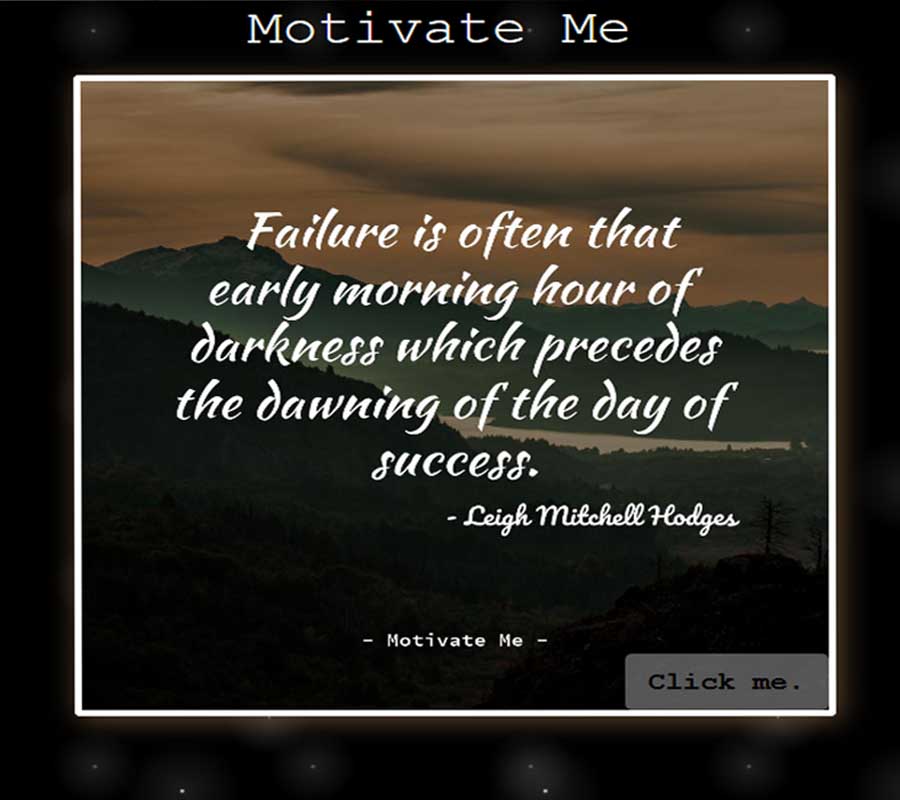 Motivate Me
Failure is often that
early morning hour of
darkness which precedes
the dawning of the day of
success.
- Leigh Mitchell Hodges
- Motivate Me -
Click me.